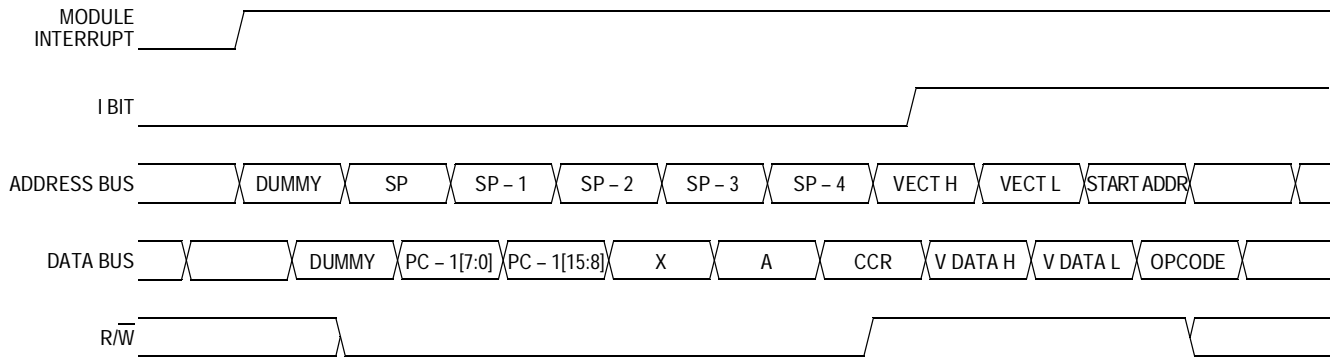 MODULE
INTERRUPT
I BIT
ADDRESS BUS DUMMY SP SP – 1 SP – 2 SP – 3 SP – 4 VECT H VECT L START ADDR
DATA BUS DUMMY PC – 1[7:0] PC – 1[15:8] X A CCR V DATA H V DATA L OPCODE
R/W̅